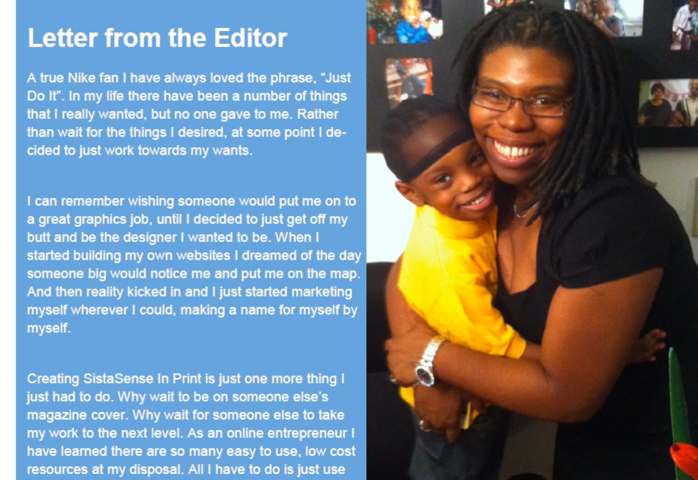 Letter from the Editor
A true Nike fan I have always loved the phrase, “Just
Do It”. In my life there have been a number of things
that I really wanted, but no one gave to me. Rather
than wait for the things I desired, at some point I de-
cided to just work towards my wants.
I can remember wishing someone would put me on to
a great graphics job, until I decided to just get off my
butt and be the designer I wanted to be. When I
started building my own websites I dreamed of the day
someone big would notice me and put me on the map.
And then reality kicked in and I just started marketing
myself wherever I could, making a name for myself by
myself.
Creating SistaSense In Print is just one more thing I
just had to do. Why wait to be on someone else’s
magazine cover. Why wait for someone else to take
my work to the next level. As an online entrepreneur I
have learned there are so many easy to use, low cost
resources at my disposal. All I have to do is just use